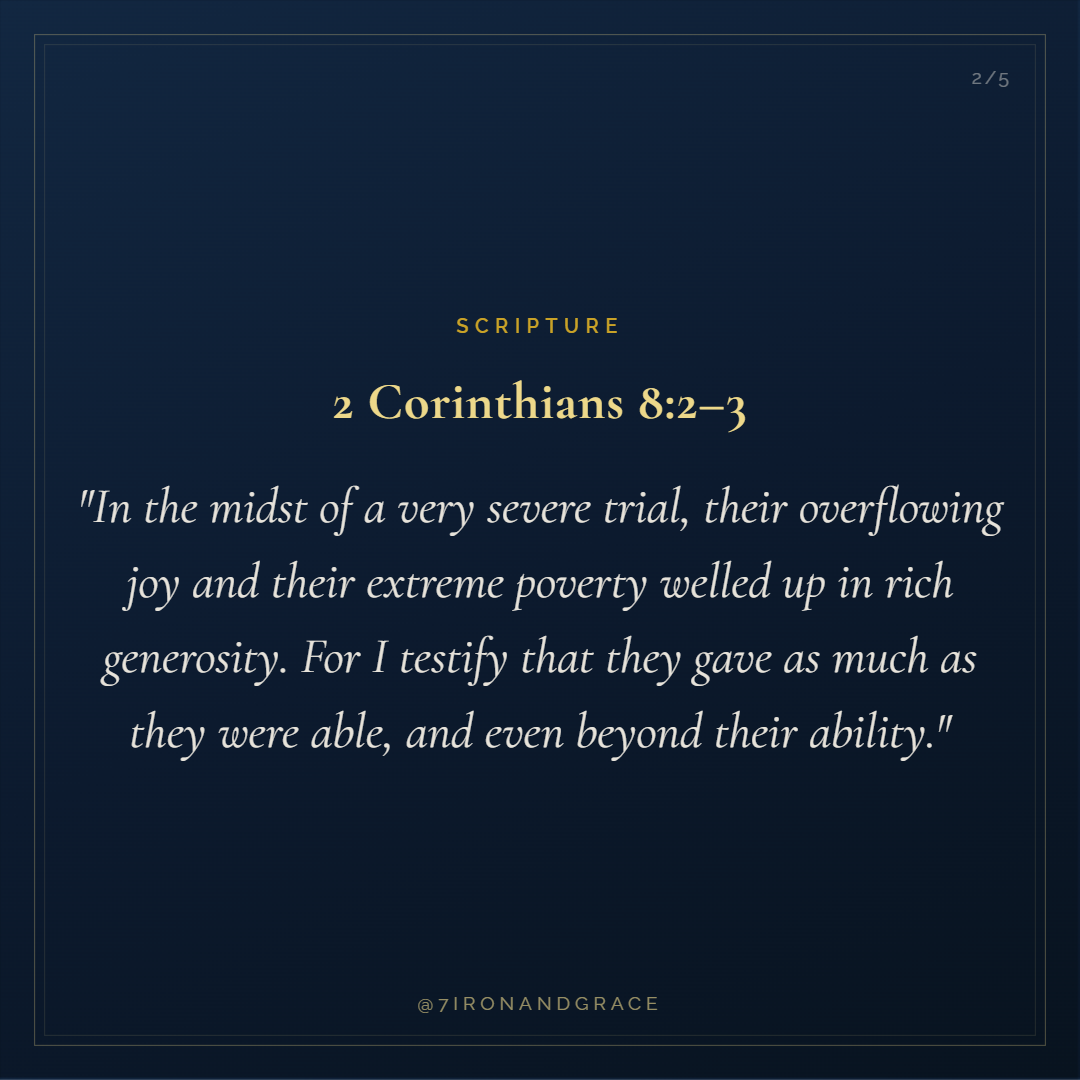 2/5
SCRIPTURE
2 Corinthians 8:2–3
"In the midst of a very severe trial, their overflowing
joy and their extreme poverty welled up in rich
generosity. For I testify that they gave as much as
they were able, and even beyond their ability."
@7IRONANDGRACE